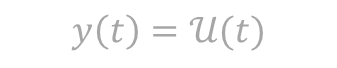 y(t) = 𝒰(t)